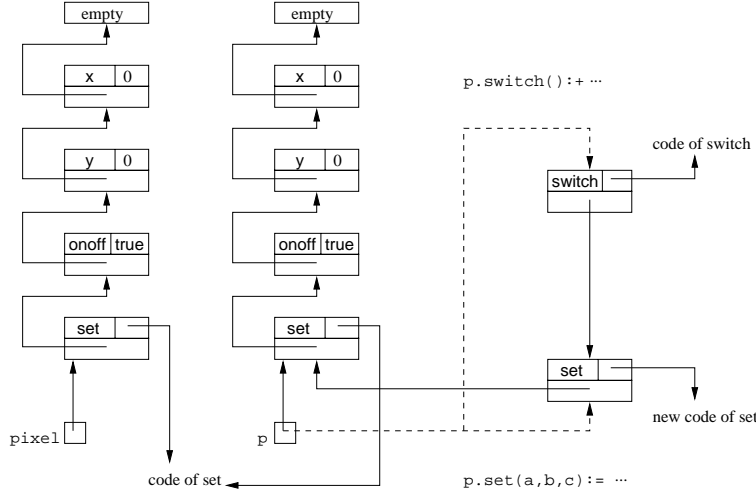 empty
empty
x 0
x 0
p.switch():+ ...
y 0
y 0
code of switch
switch
onoff true
onoff true
set
set
set
new code of set
pixel
p
code of set
p.set(a,b,c):= ...